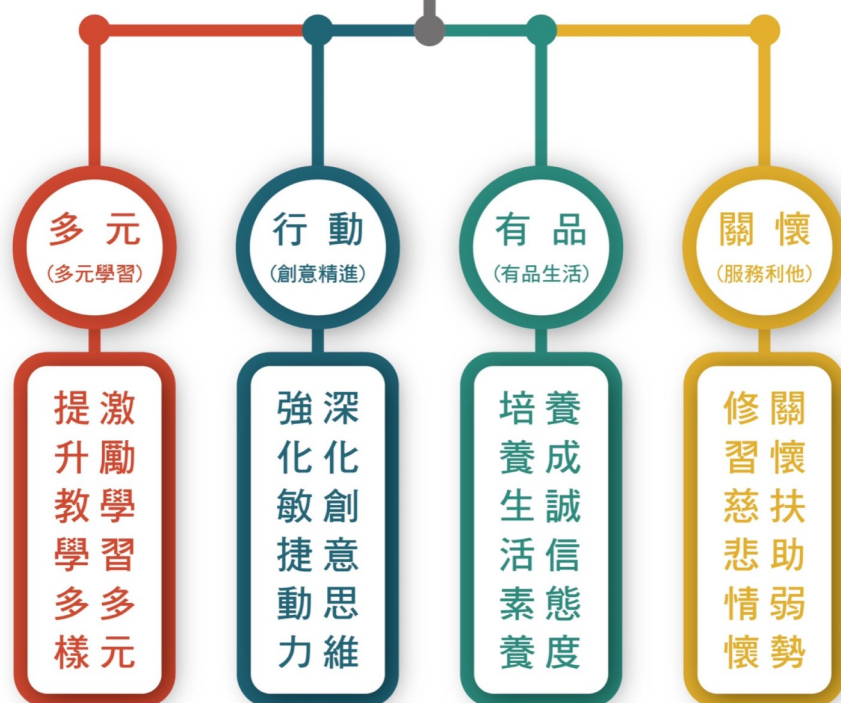 多元
(多元學習)
激勵學習多元
提升教學多樣
行動
(創意精進)
深化創意思維
強化敏捷動力
有品
(有品生活)
養成誠信態度
培養生活素養
關懷
(服務利他)
關懷扶助弱勢
修習慈悲情懷